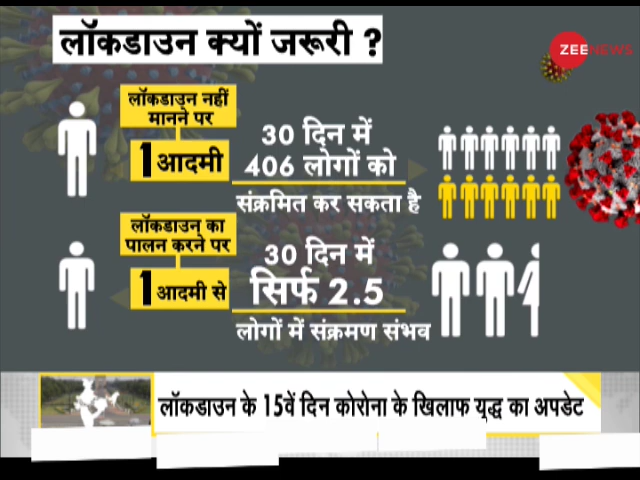 लॉकडाउन क्यों जरूरी ?
ZEE NEWS
लॉकडाउन नहीं
मानने पर
1 आदमी
30 दिन में
406 लोगों को
संक्रमित कर सकता है
लॉकडाउन का
पालन करने पर
1 आदमी से
30 दिन में
सिर्फ 2.5
लोगों में संक्रमण संभव
लॉकडाउन के 15वें दिन कोरोना के खिलाफ युद्ध का अपडेट